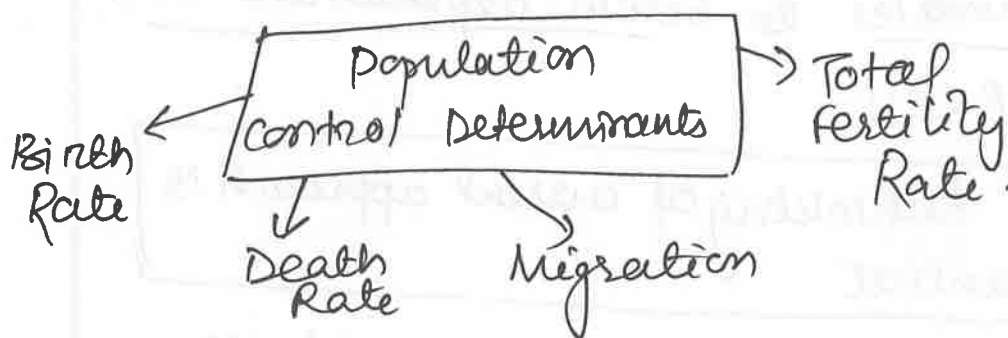 Population
Control Determinants
Birth
Rate
Death
Rate
Migration
Total
Fertility
Rate